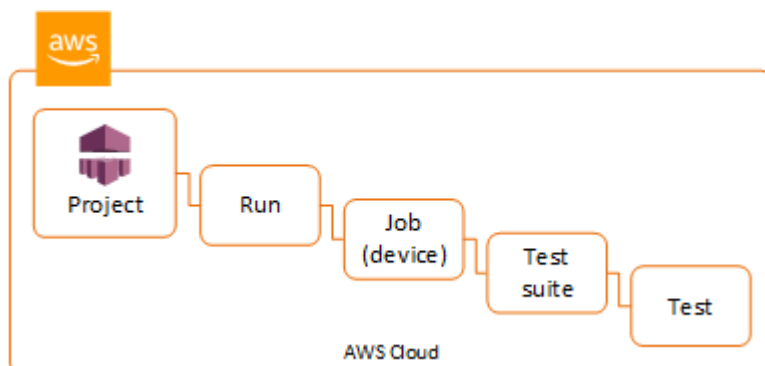 aws
Project
Run
Job
(device)
Test
suite
Test
AWS Cloud